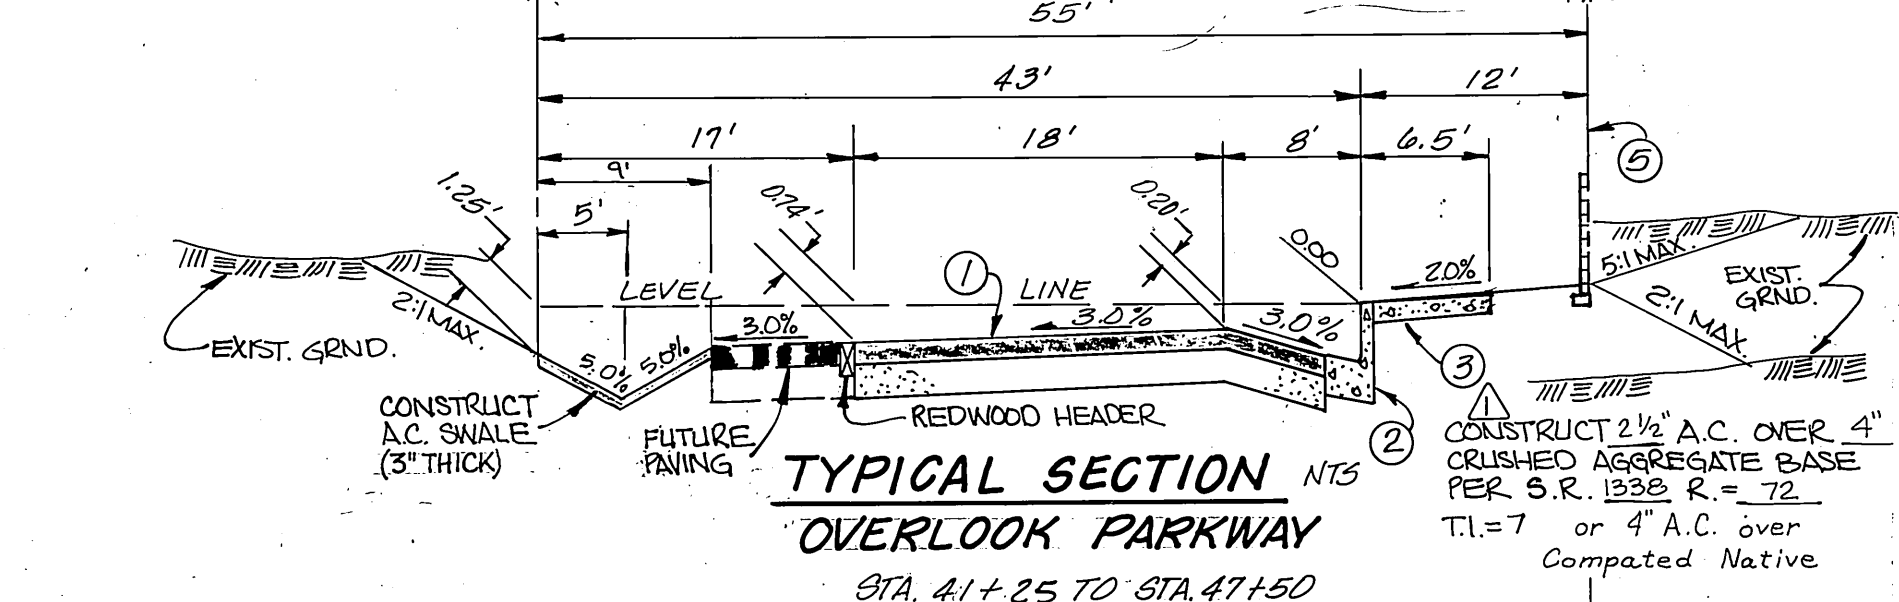 55'
43'
12'
17'
18'
8'
6.5'
5
9'
5'
1.25'
0.74'
0.20'
0.00
1
2.0%
LEVEL
LINE
5:1 MAX.
EXIST.
GRND.
2:1 MAX.
3.0%
3.0%
3.0%
2:1 MAX.
EXIST. GRND.
5.0%
5.0%
3
CONSTRUCT
A.C. SWALE
(3" THICK)
FUTURE
PAVING
REDWOOD HEADER
2
1
CONSTRUCT 2 1/2" A.C. OVER 4"
CRUSHED AGGREGATE BASE
PER S.R. 1338 R.= 72
T.I.=7 or 4" A.C. over
Compated Native
TYPICAL SECTION NTS
OVERLOOK PARKWAY
STA. 41+25 TO STA. 47+50